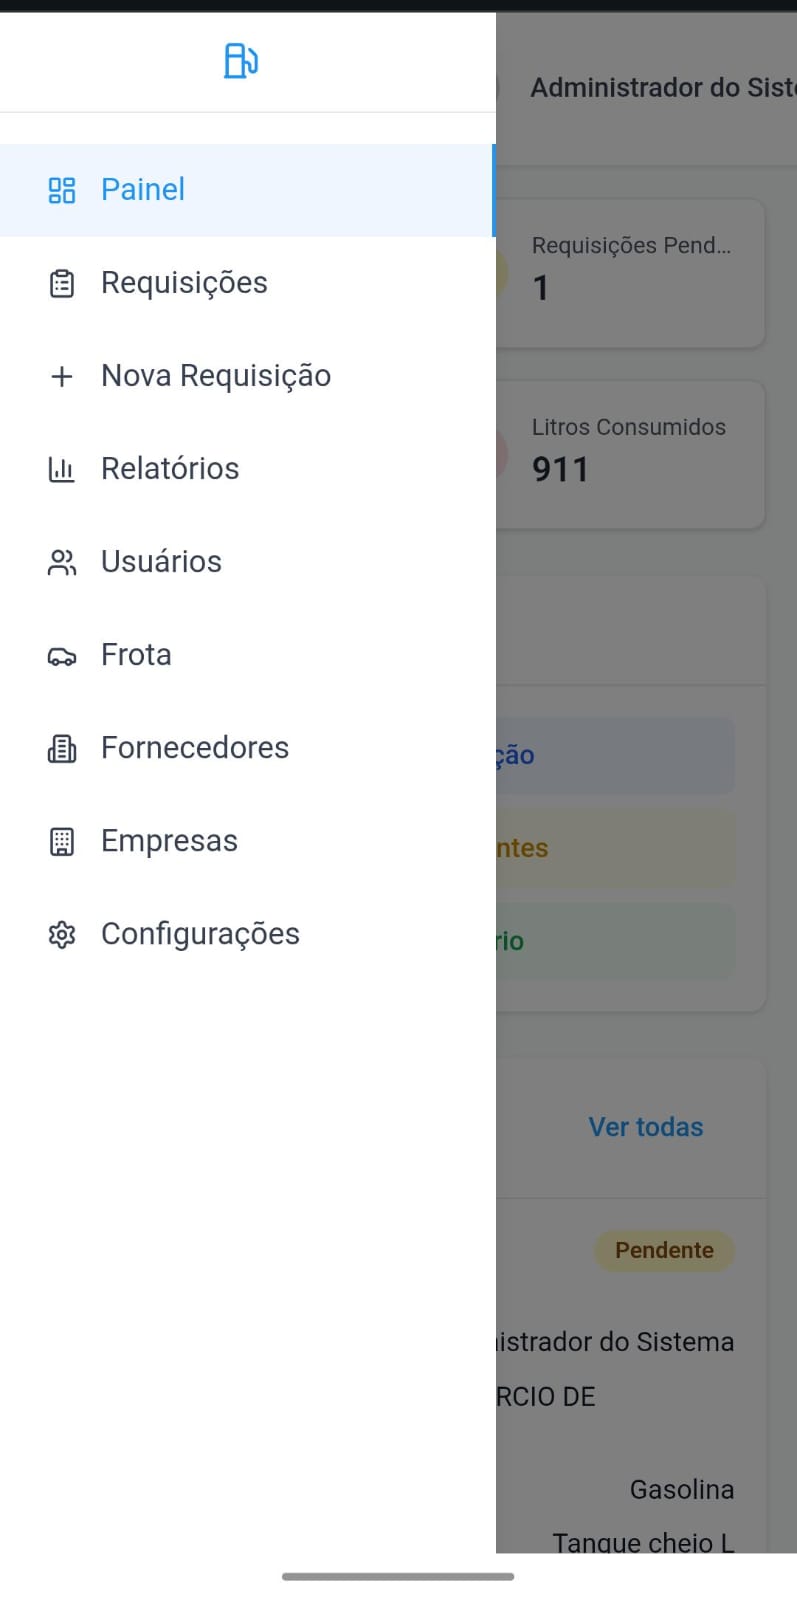 Administrador do Sist
Painel
Requisições
Nova Requisição
Relatórios
Usuários
Frota
Fornecedores
Empresas
Configurações
Requisições Pend...
1
Litros Consumidos
911
ção
ntes
rio
Ver todas
Pendente
istrador do Sistema
RCIO DE
Gasolina
Tanque cheio L